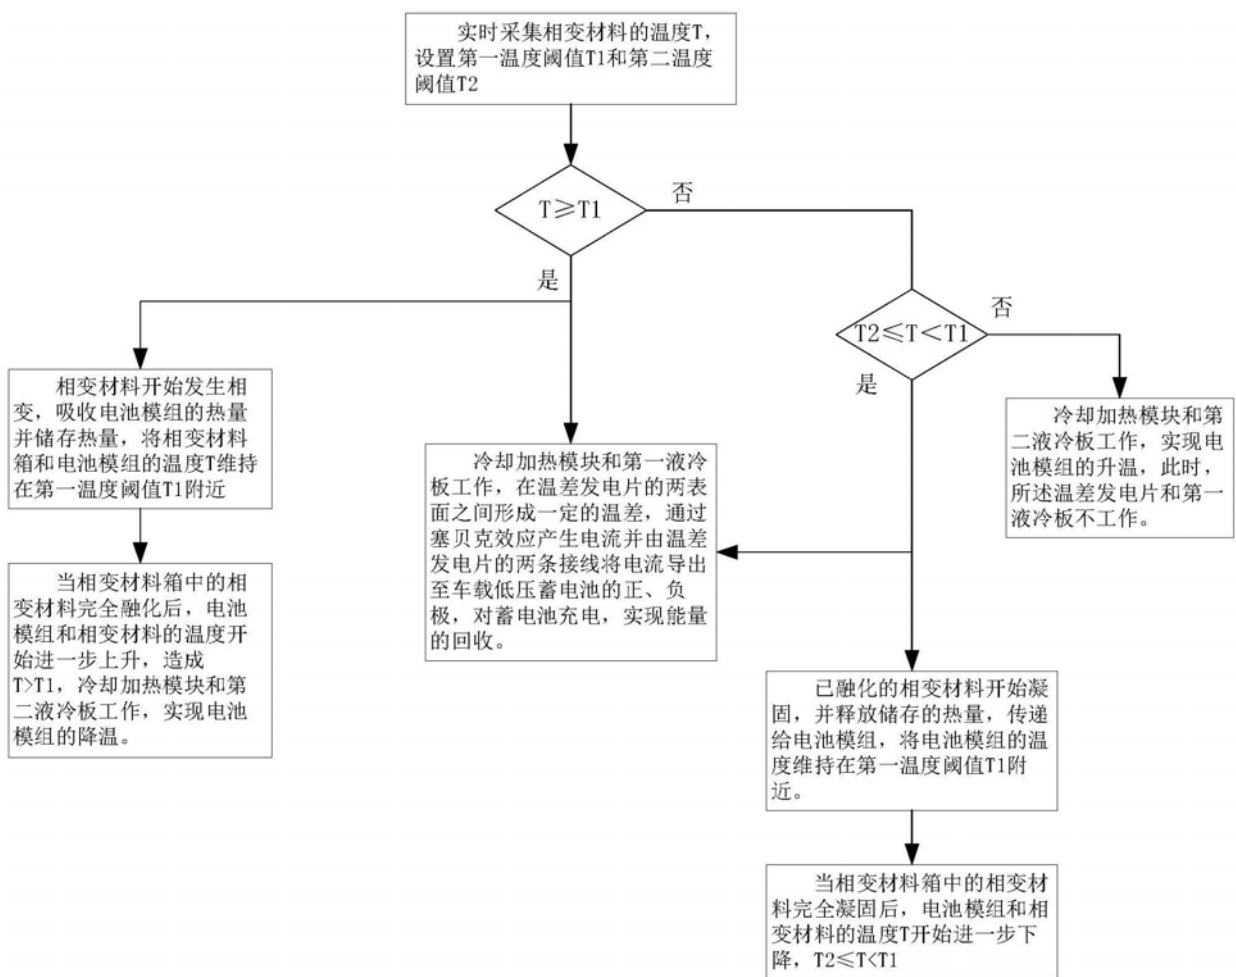 实时采集相变材料的温度T，
设置第一温度阈值T1和第二温度
阈值T2
T≥T1
否
是
T2≤T＜T1
否
是
相变材料开始发生相
变，吸收电池模组的热量
并储存热量，将相变材料
箱和电池模组的温度T维持
在第一温度阈值T1附近
冷却加热模块和第
二液冷板工作，实现电
池模组的升温，此时，
所述温差发电片和第一
液冷板不工作。
冷却加热模块和第一液冷
板工作，在温差发电片的两表
面之间形成一定的温差，通过
塞贝克效应产生电流并由温差
发电片的两条接线将电流导出
至车载低压蓄电池的正、负
极，对蓄电池充电，实现能量
的回收。
当相变材料箱中的相
变材料完全融化后，电池
模组和相变材料的温度开
始进一步上升，造成
T>T1，冷却加热模块和第
二液冷板工作，实现电池
模组的降温。
已融化的相变材料开始凝
固，并释放储存的热量，传递
给电池模组，将电池模组的温
度维持在第一温度阈值T1附
近。
当相变材料箱中的相变材
料完全凝固后，电池模组和相
变材料的温度T开始进一步下
降，T2≤T<T1